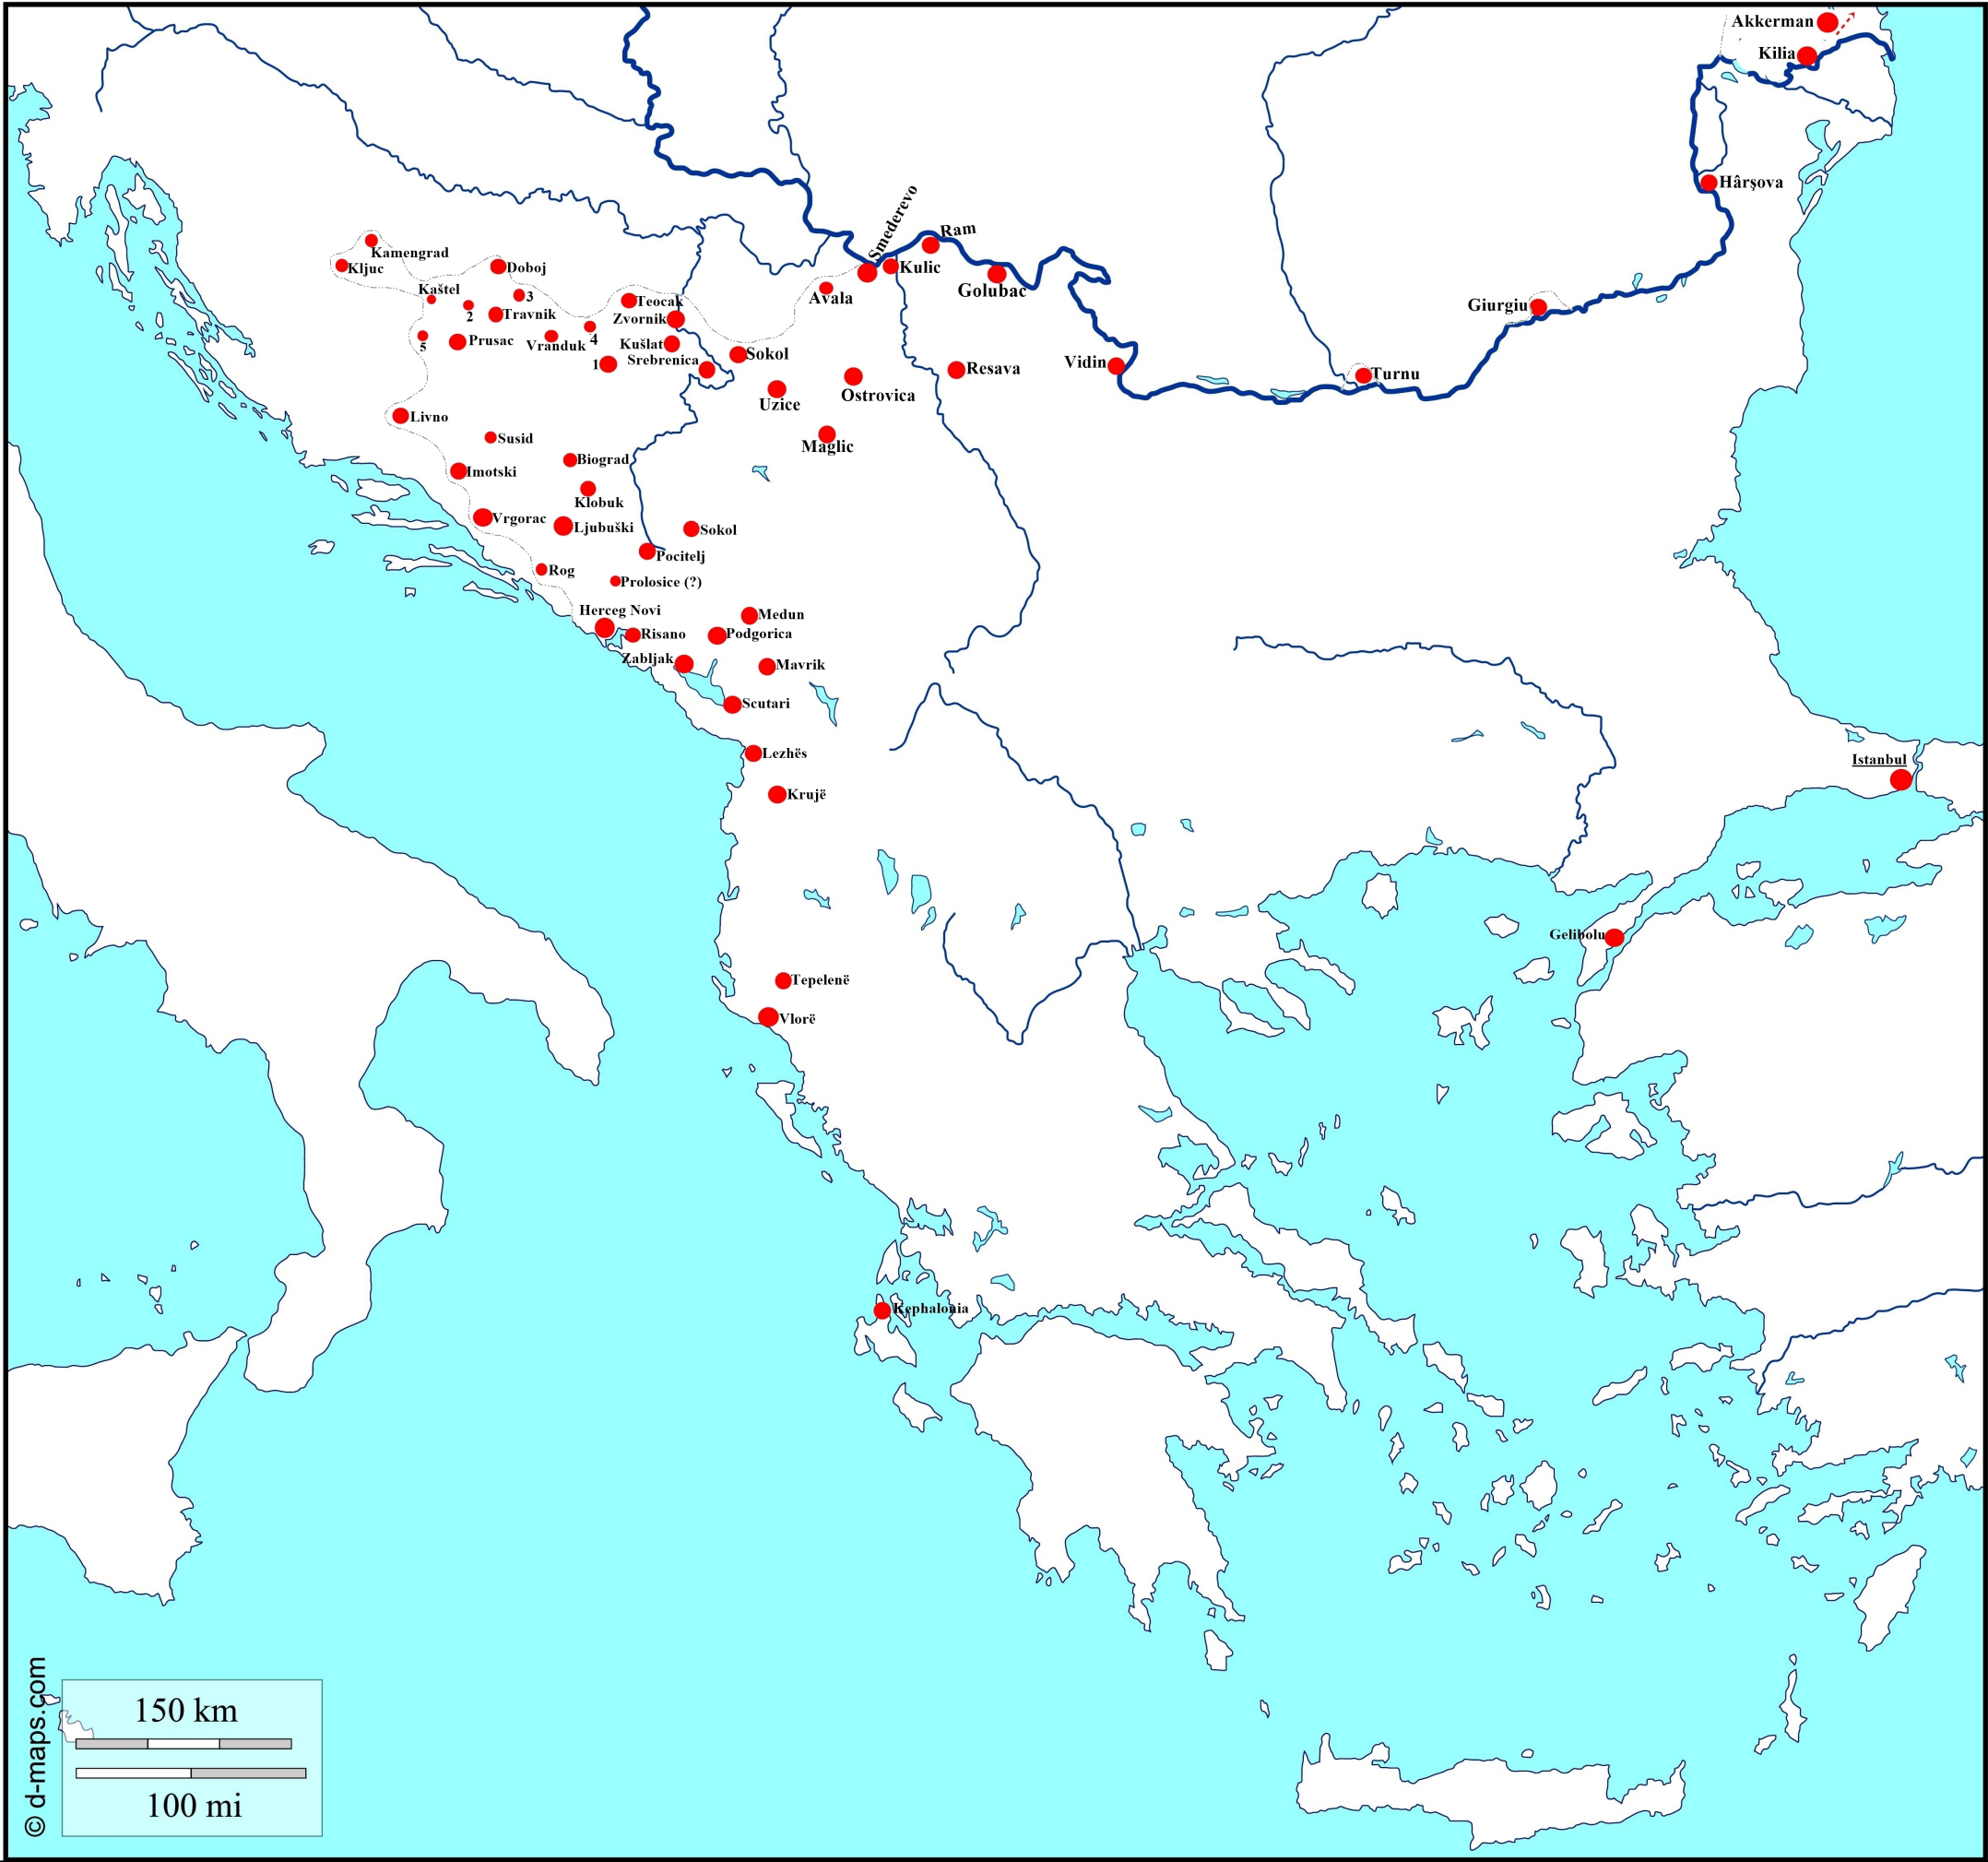 Akkerman
Kilia
Hârşova
Smederevo
Ram
Kulic
Golubac
Avala
Kamengrad
Kljuc
Doboj
Kaštel
3
2
Travnik
Teocak
Zvornik
Giurgiu
5
Prusac
Vranduk
4
Kušlat
1
Srebrenica
Sokol
Vidin
Resava
Turnu
Uzice
Ostrovica
Livno
Susid
Maglic
Imotski
Biograd
Klobuk
Vrgorac
Ljubuški
Sokol
Pocitelj
Rog
Prolosice (?)
Herceg Novi
Medun
Risano
Podgorica
Zabljak
Mavrik
Scutari
Lezhës
Istanbul
Krujë
Gelibolu
Tepelenë
Vlorë
Kephalonia
150 km
100 mi
© d-maps.com